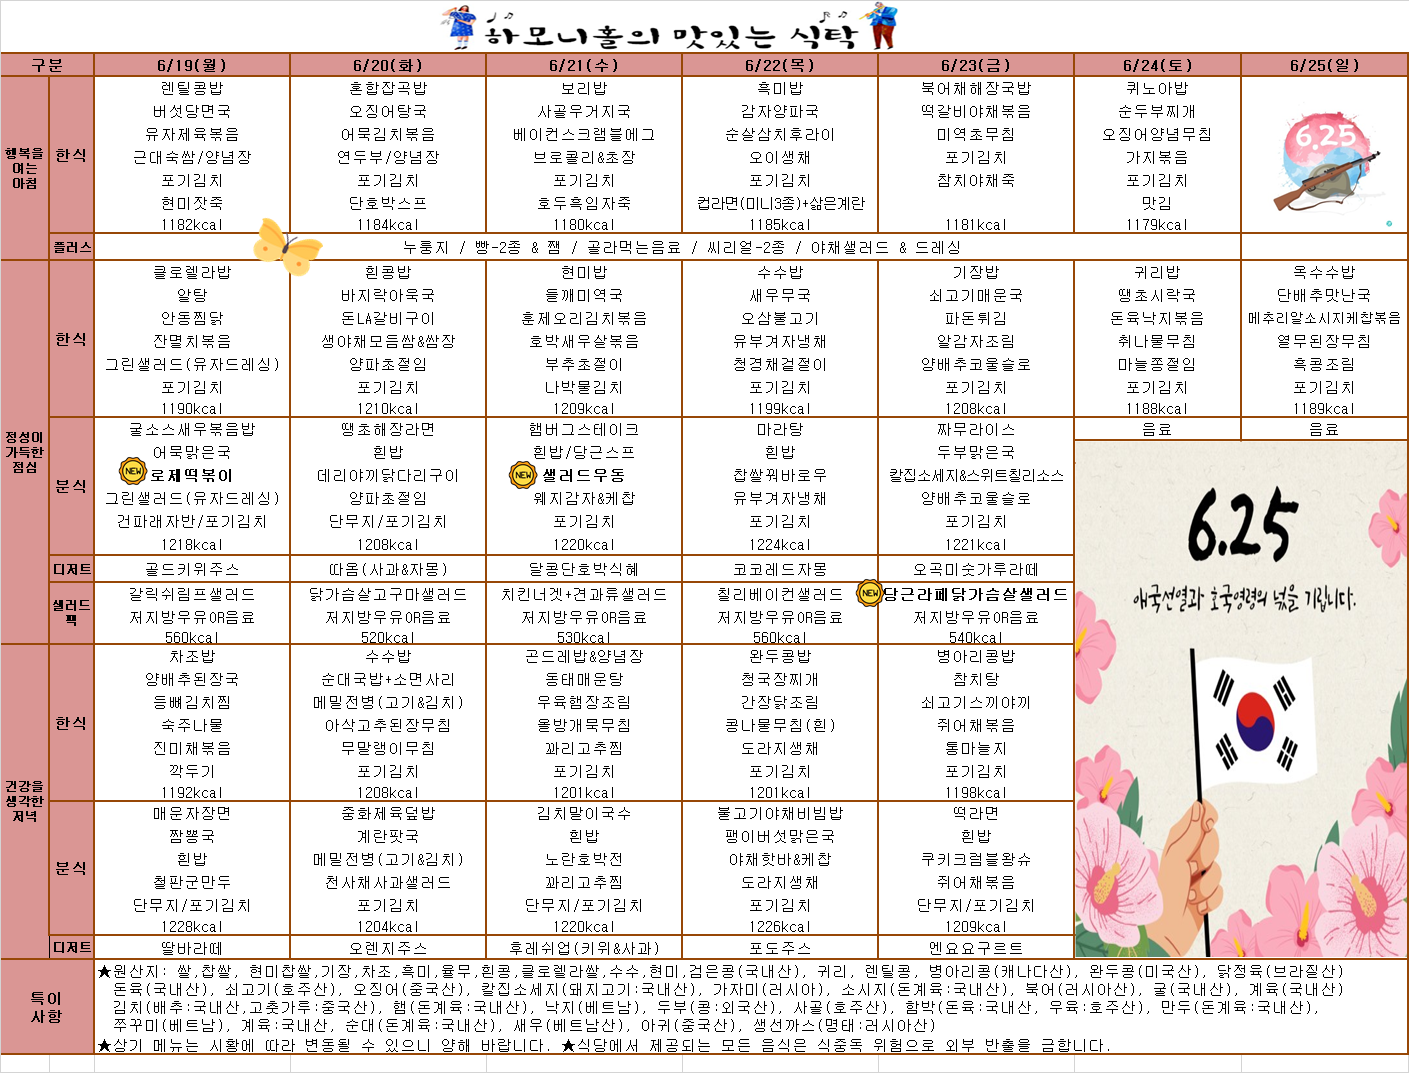 하모니홀의 맛있는 식탁
구분 6/19(월) 6/20(화) 6/21(수) 6/22(목) 6/23(금) 6/24(토) 6/25(일)
행복을 여는 아침
한식
렌틸콩밥 혼합잡곡밥 보리밥 흑미밥 북어채해장국밥 퀴노아밥
버섯당면국 오징어탕국 사골우거지국 감자양파국 떡갈비야채볶음 순두부찌개
유자제육볶음 어묵김치볶음 베이컨스크램블에그 순살삼치후라이 미역초무침 오징어양념무침
근대숙쌈/양념장 연두부/양념장 브로콜리&초장 오이생채 포기김치 가지볶음
포기김치 포기김치 포기김치 포기김치 참치야채죽 포기김치
현미잣죽 단호박스프 호두흑임자죽 컵라면(미니3종)+삶은계란 맛김
1182kcal 1184kcal 1180kcal 1185kcal 1181kcal 1179kcal
6.25
플러스 누룽지 / 빵-2종 & 잼 / 골라먹는음료 / 씨리얼-2종 / 야채샐러드 & 드레싱
정성이 가득한 점심
한식
클로렐라밥 흰콩밥 현미밥 수수밥 기장밥 귀리밥 옥수수밥
알탕 바지락아욱국 들깨미역국 새우무국 쇠고기매운국 땡초시락국 단배추맛난국
안동찜닭 돈LA갈비구이 훈제오리김치볶음 오삼불고기 파돈튀김 돈육낙지볶음 메추리알소시지케찹볶음
잔멸치볶음 생야채모듬쌈&쌈장 호박새우살볶음 유부겨자냉채 알감자조림 취나물무침 열무된장무침
그린샐러드(유자드레싱) 양파초절임 부추초절이 청경채겉절이 양배추코울슬로 마늘쫑절임 흑콩조림
포기김치 포기김치 나박물김치 포기김치 포기김치 포기김치 포기김치
1190kcal 1210kcal 1209kcal 1199kcal 1208kcal 1188kcal 1189kcal
분식
굴소스새우볶음밥 땡초해장라면 햄버그스테이크 마라탕 짜무라이스 음료 음료
어묵맑은국 흰밥 흰밥/당근스프 흰밥 두부맑은국
NEW 로제떡볶이 데리야끼닭다리구이 NEW 샐러드우동 찹쌀꿔바로우 칼집소세지&스위트칠리소스
그린샐러드(유자드레싱) 양파초절임 웨지감자&케찹 유부겨자냉채 양배추코울슬로
건파래자반/포기김치 단무지/포기김치 포기김치 포기김치 포기김치
1218kcal 1208kcal 1220kcal 1224kcal 1221kcal
디저트 골드키위주스 따옴(사과&자몽) 달콩단호박식혜 코코레드자몽 오곡미숫가루라떼
샐러드팩
갈릭쉬림프샐러드 닭가슴살고구마샐러드 치킨너겟+견과류샐러드 칠리베이컨샐러드 NEW 당근라페닭가슴살샐러드
저지방우유OR음료 저지방우유OR음료 저지방우유OR음료 저지방우유OR음료 저지방우유OR음료
560kcal 520kcal 530kcal 560kcal 540kcal
6.25
애국선열과 호국영령의 넋을 기립니다.
건강을 생각한 저녁
한식
차조밥 수수밥 곤드레밥&양념장 완두콩밥 병아리콩밥
양배추된장국 순대국밥+소면사리 동태매운탕 청국장찌개 참치탕
등뼈김치찜 메밀전병(고기&김치) 우육햄장조림 간장닭조림 쇠고기스끼야끼
숙주나물 아삭고추된장무침 올방개묵무침 콩나물무침(흰) 쥐어채볶음
진미채볶음 무말랭이무침 꽈리고추찜 도라지생채 통마늘지
깍두기 포기김치 포기김치 포기김치 포기김치
1192kcal 1208kcal 1201kcal 1201kcal 1198kcal
분식
매운자장면 중화제육덮밥 김치말이국수 불고기야채비빔밥 떡라면
짬뽕국 계란팟국 흰밥 팽이버섯맑은국 흰밥
흰밥 메밀전병(고기&김치) 노란호박전 야채핫바&케찹 쿠키크럼블왕슈
철판군만두 천사채사과샐러드 꽈리고추찜 도라지생채 쥐어채볶음
단무지/포기김치 포기김치 단무지/포기김치 포기김치 단무지/포기김치
1228kcal 1204kcal 1220kcal 1226kcal 1209kcal
디저트 딸바라떼 오렌지주스 후레쉬업(키위&사과) 포도주스 엔요요구르트
특이사항
★원산지: 쌀,찹쌀, 현미찹쌀,기장,차조,흑미,율무,흰콩,클로렐라쌀,수수,현미,검은콩(국내산), 귀리, 렌틸콩, 병아리콩(캐나다산), 완두콩(미국산), 닭정육(브라질산)
돈육(국내산), 쇠고기(호주산), 오징어(중국산), 칼집소세지(돼지고기:국내산), 가자미(러시아), 소시지(돈계육:국내산), 북어(러시아산), 굴(국내산), 계육(국내산)
김치(배추:국내산,고춧가루:중국산), 햄(돈계육:국내산), 낙지(베트남), 두부(콩:외국산), 사골(호주산), 함박(돈육:국내산, 우육:호주산), 만두(돈계육:국내산),
쭈꾸미(베트남), 계육:국내산, 순대(돈계육:국내산), 새우(베트남산), 아귀(중국산), 생선까스(명태:러시아산)
★상기 메뉴는 시황에 따라 변동될 수 있으니 양해 바랍니다. ★식당에서 제공되는 모든 음식은 식중독 위험으로 외부 반출을 금합니다.